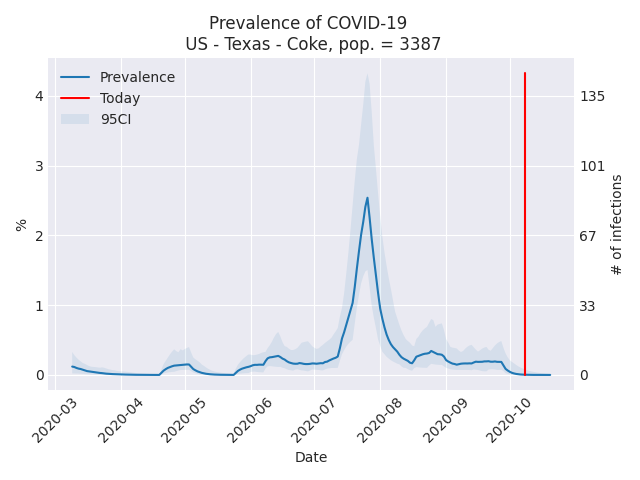 Prevalence of COVID-19
US - Texas - Coke, pop. = 3387
Prevalence
Today
95CI
%
4
3
2
1
0
135
101
67
33
0
# of infections
2020-03
2020-04
2020-05
2020-06
2020-07
2020-08
2020-09
2020-10
Date